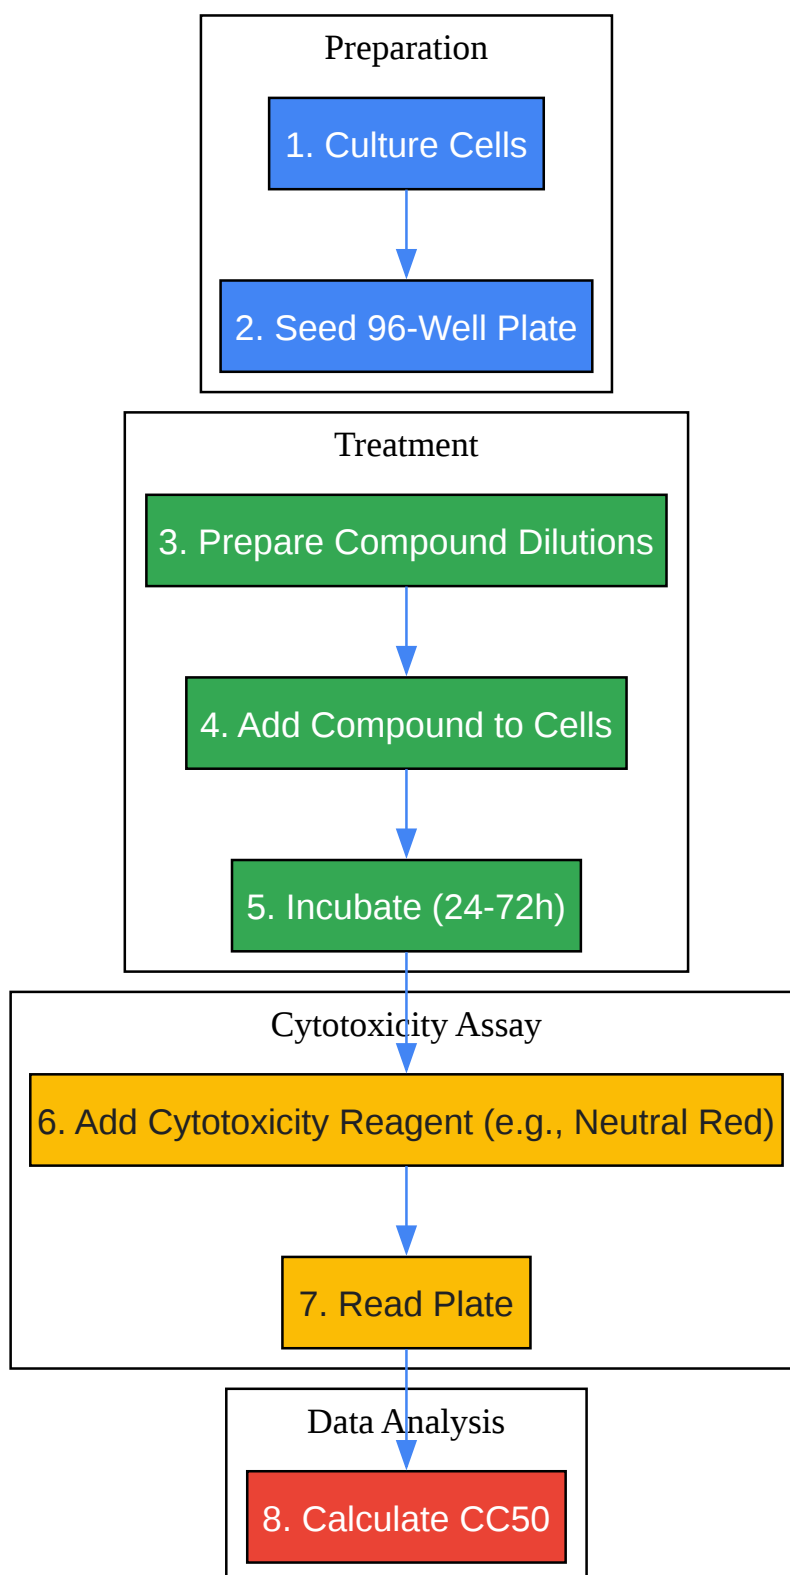 Preparation
1. Culture Cells
2. Seed 96-Well Plate
Treatment
3. Prepare Compound Dilutions
4. Add Compound to Cells
5. Incubate (24-72h)
Cytotoxicity Assay
6. Add Cytotoxicity Reagent (e.g., Neutral Red)
7. Read Plate
Data Analysis
8. Calculate CC50